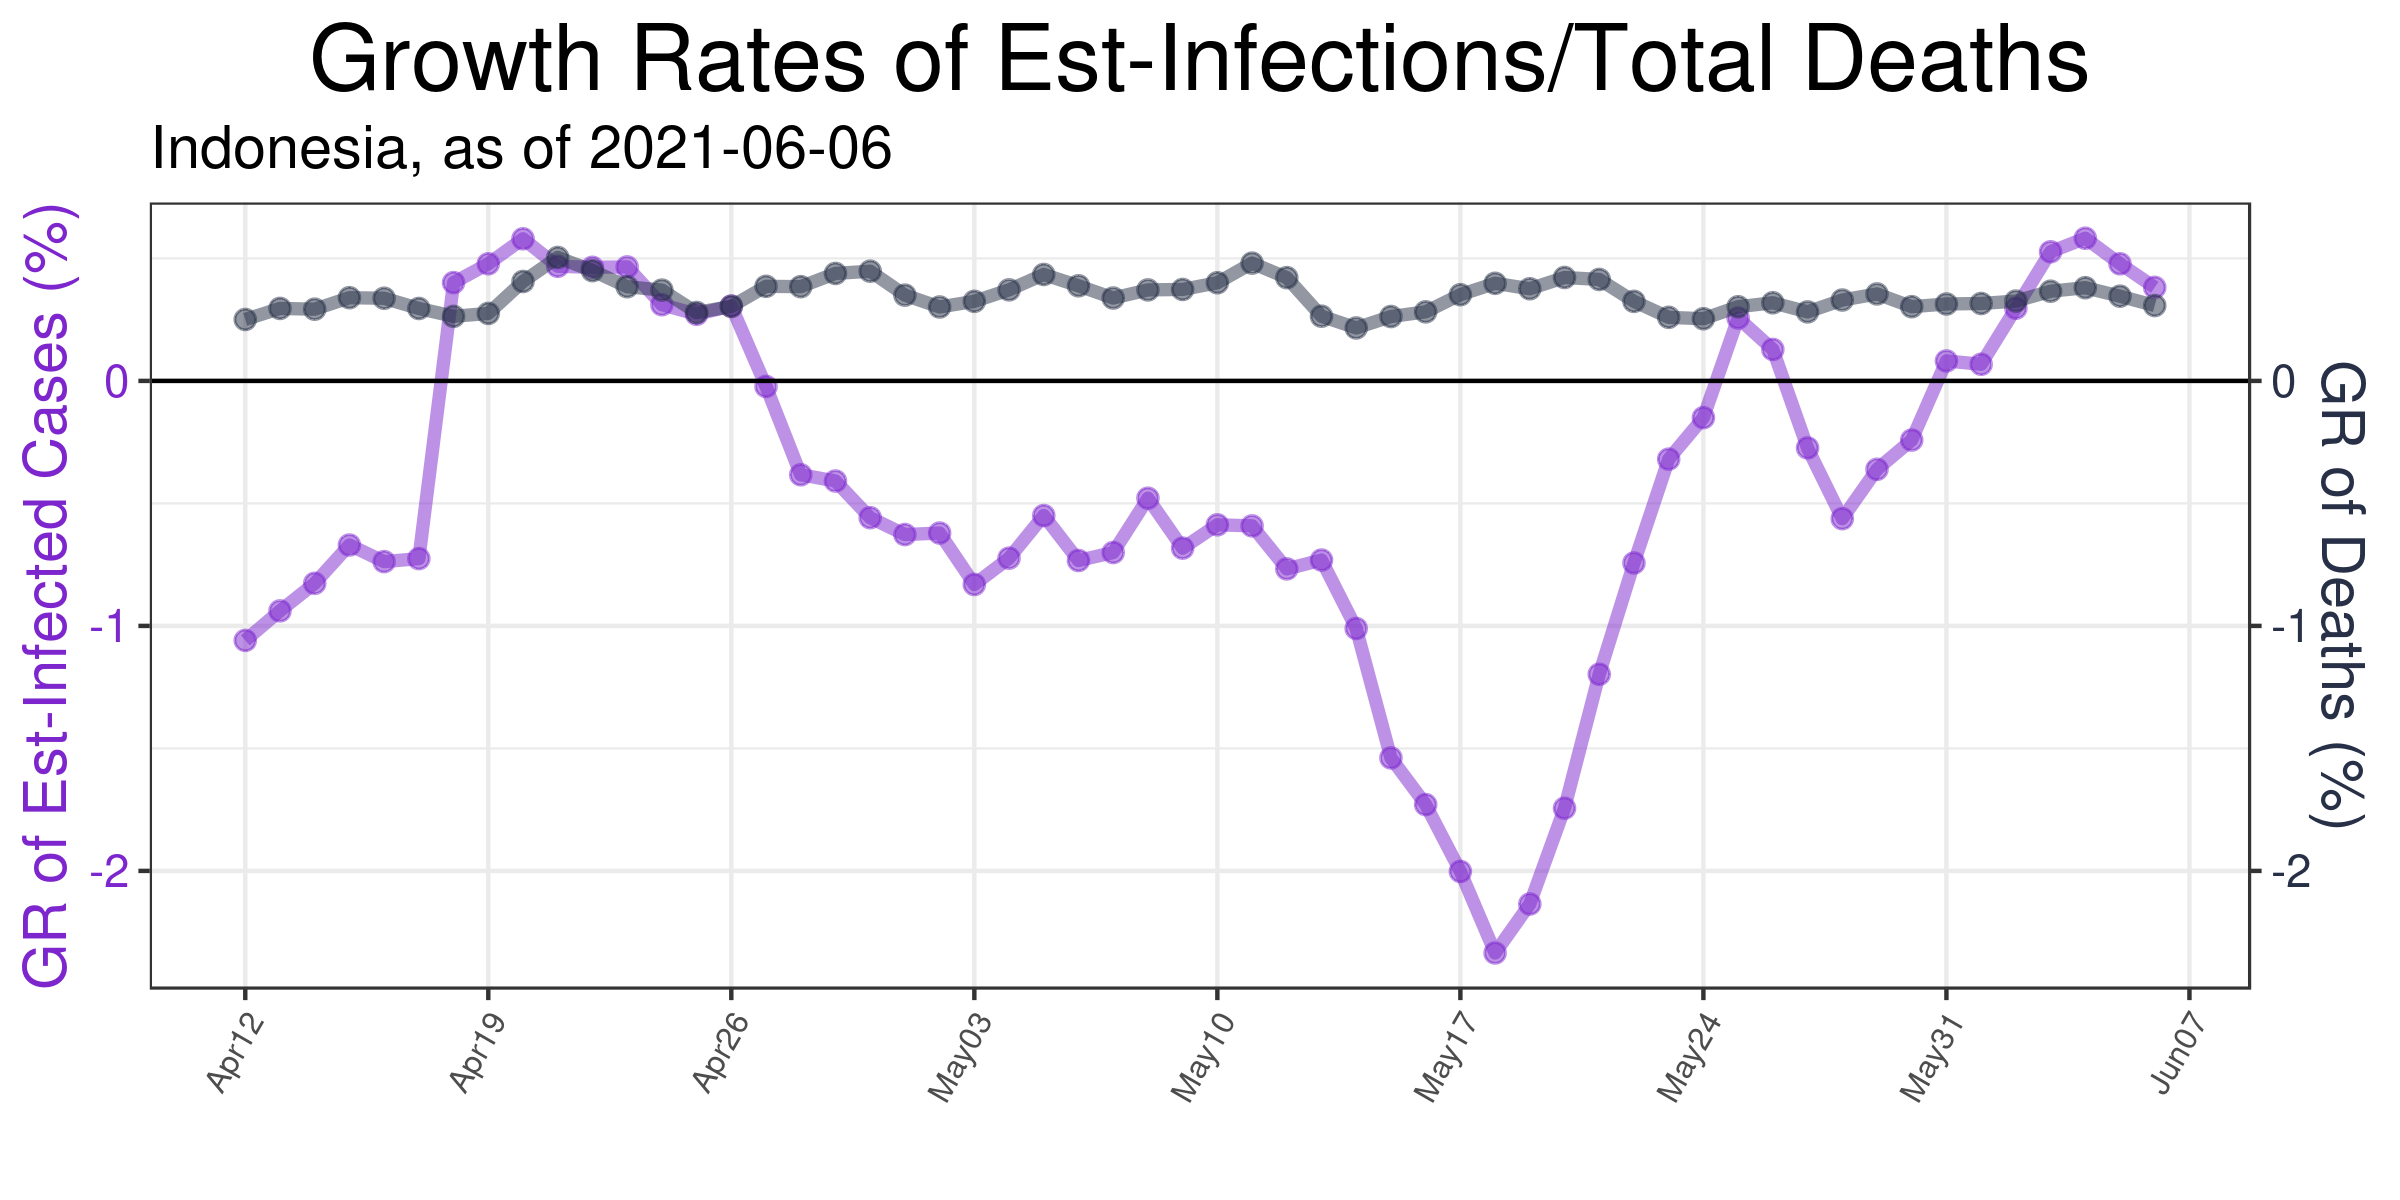 Growth Rates of Est-Infections/Total Deaths
Indonesia, as of 2021-06-06
GR of Est-Infected Cases (%)
0
-1
-2
0
-1
-2
GR of Deaths (%)
Apr12
Apr19
Apr26
May03
May10
May17
May24
May31
Jun07